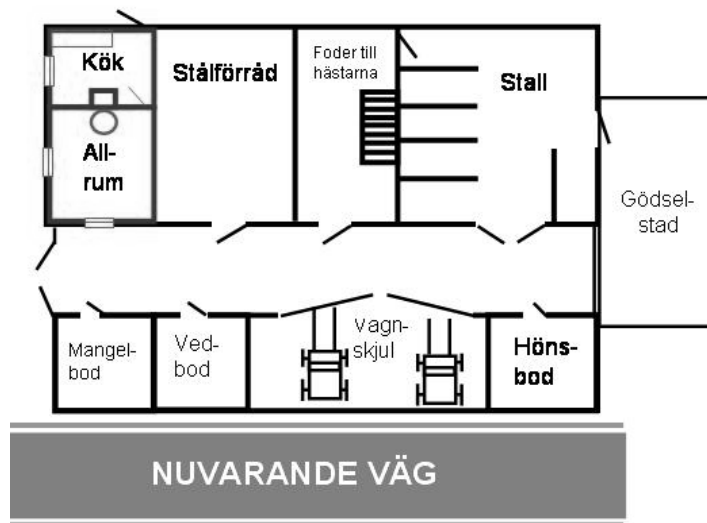 Kök
Stålförråd
Foder till
hästarna
Stall
All-
rum
Gödsel-
stad
Mangel-
bod
Ved-
bod
Vagn-
skjul
Höns-
bod
NUVARANDE VÄG